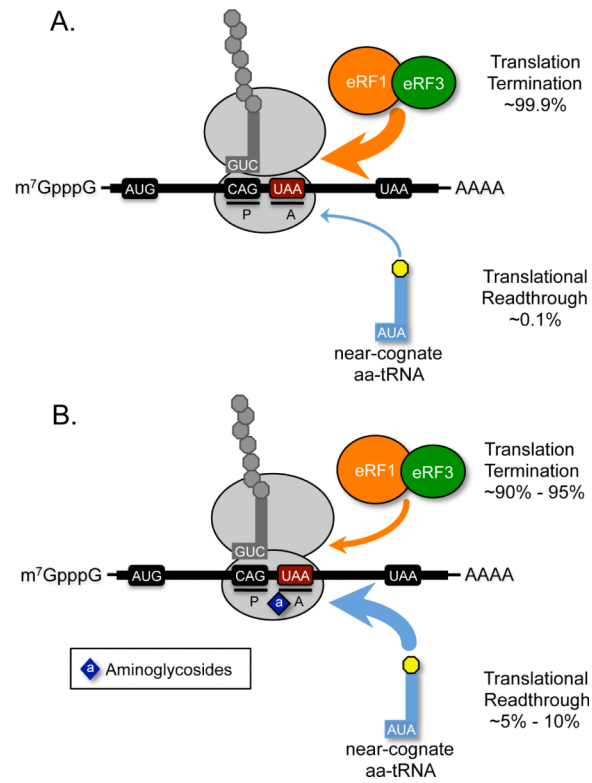 A.
eRF1
eRF3
Translation
Termination
~99.9%
GUC
m⁷GpppG
AUG
CAG
UAA
UAA
AAAA
P
A
Translational
Readthrough
~0.1%
AUA
near-cognate
aa-tRNA
B.
eRF1
eRF3
Translation
Termination
~90% - 95%
GUC
m⁷GpppG
AUG
CAG
UAA
UAA
AAAA
P
a
A
a Aminoglycosides
Translational
Readthrough
~5% - 10%
AUA
near-cognate
aa-tRNA